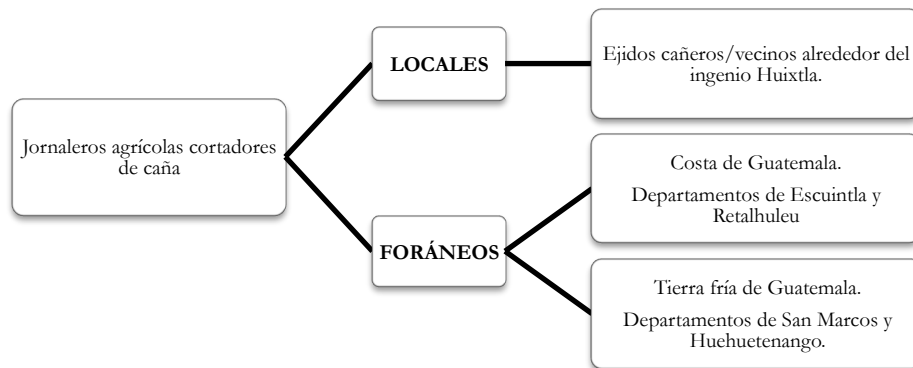 Jornaleros agrícolas cortadores
de caña
LOCALES
Ejidos cañeros/vecinos alrededor del
ingenio Huixtla.
FORÁNEOS
Costa de Guatemala.
Departamentos de Escuintla y
Retalhuleu
Tierra fría de Guatemala.
Departamentos de San Marcos y
Huehuetenango.